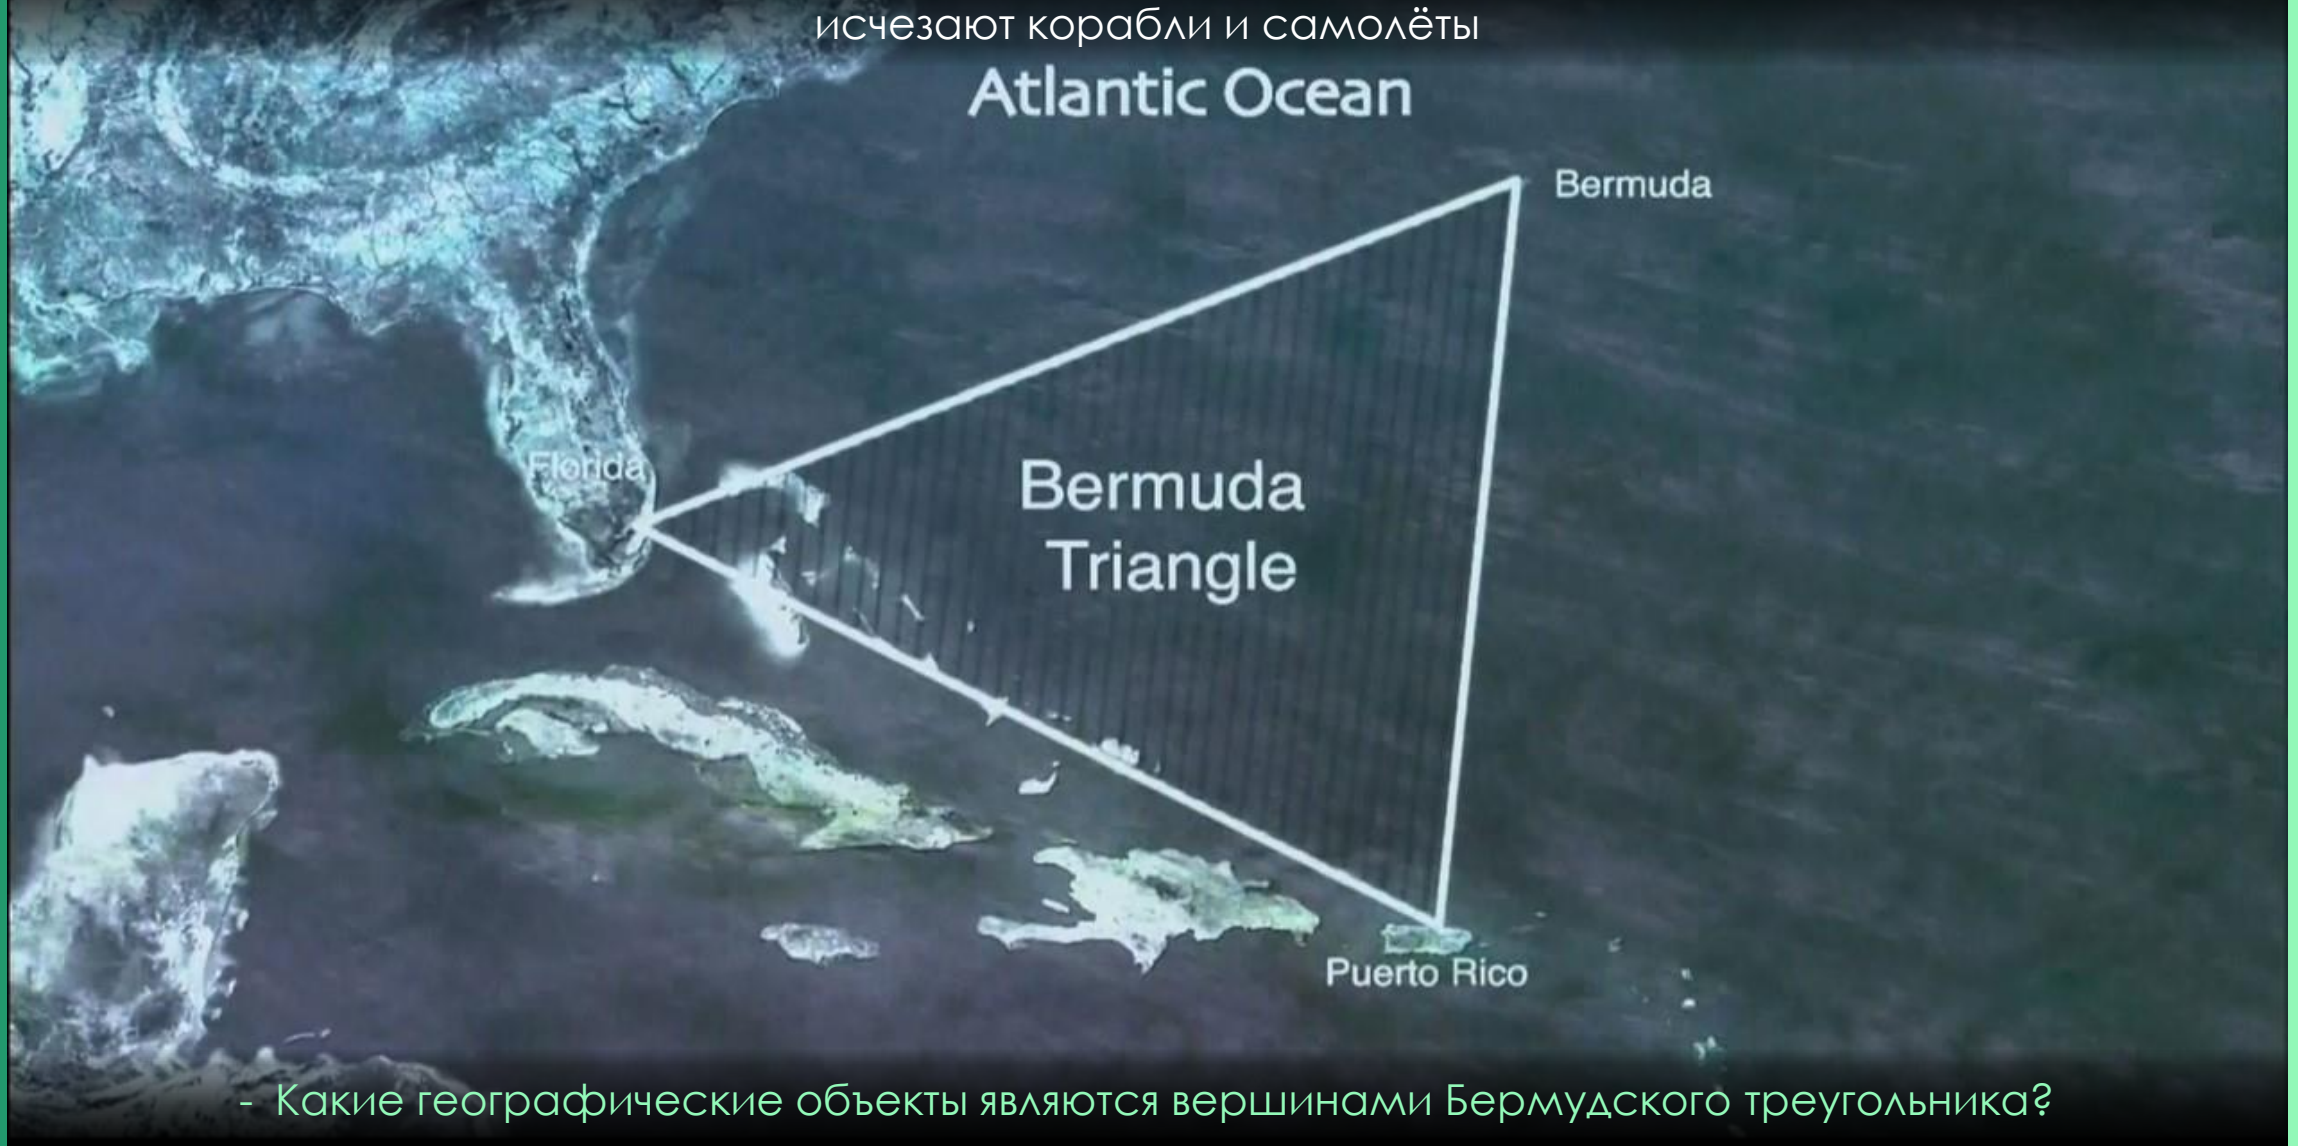 исчезают корабли и самолёты
Atlantic Ocean
Bermuda
Florida
Bermuda
Triangle
Puerto Rico
- Какие географические объекты являются вершинами Бермудского треугольника?